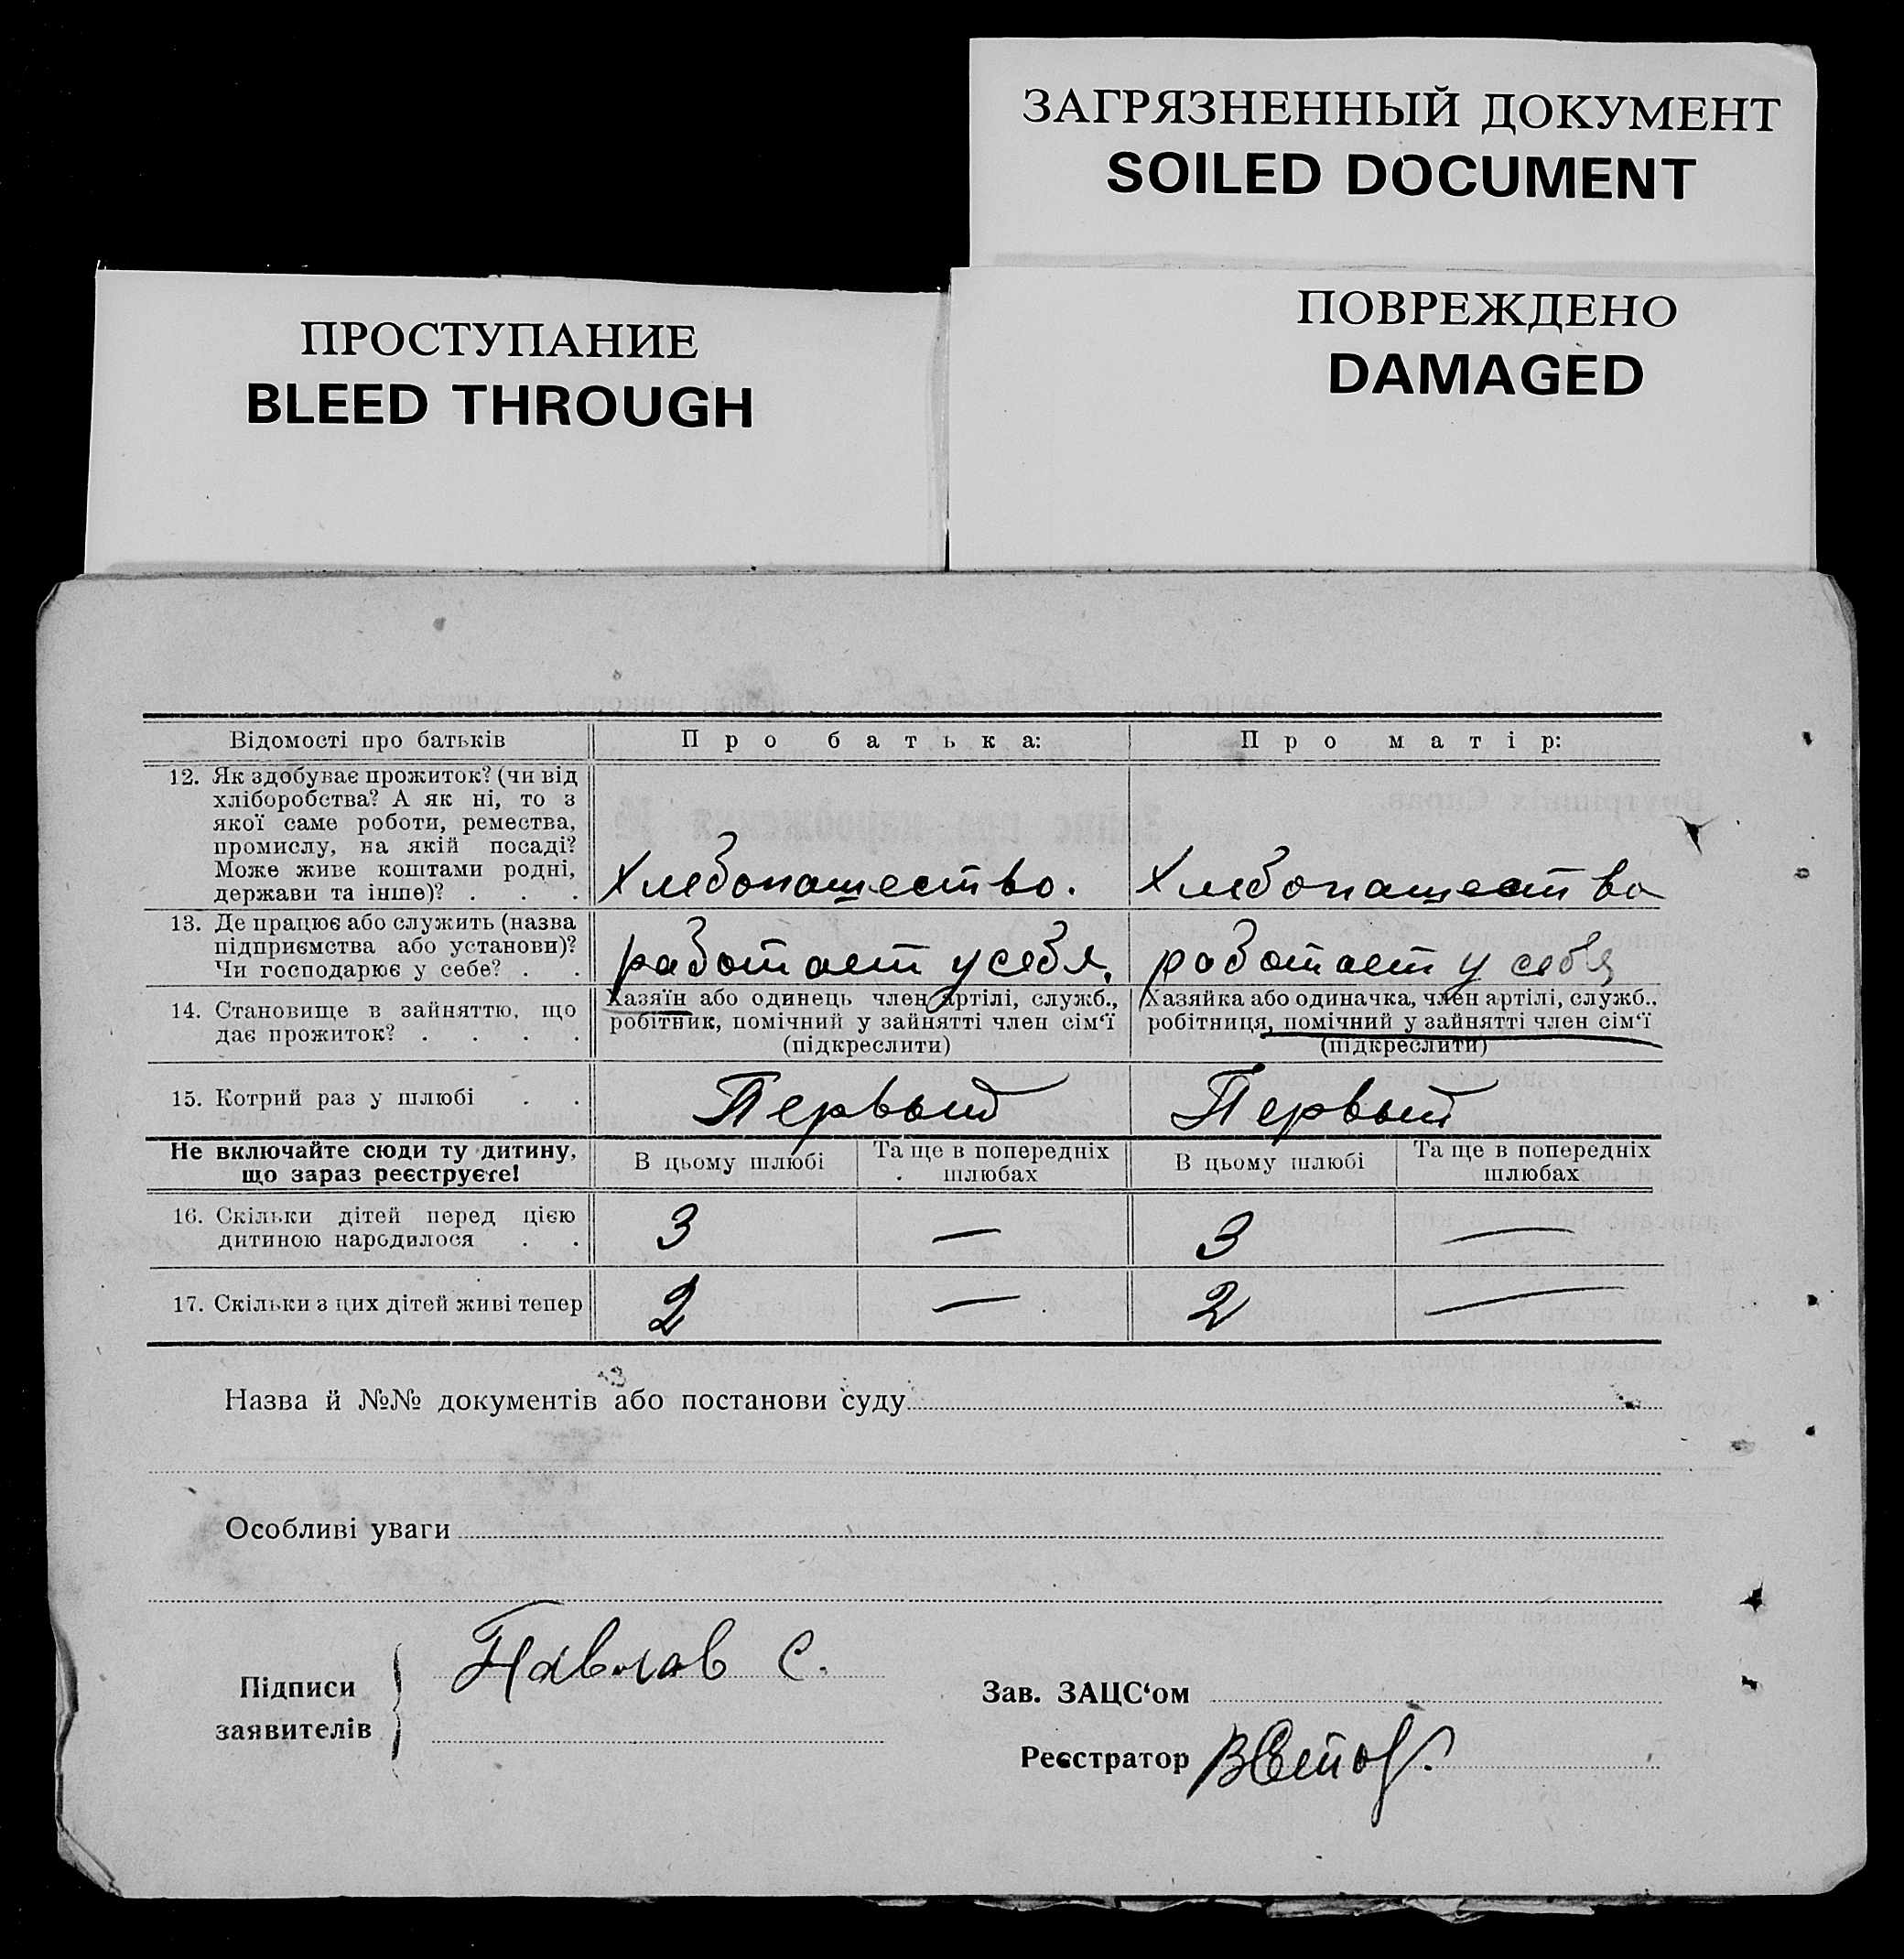 ЗАГРЯЗНЕННЫЙ ДОКУМЕНТ
SOILED DOCUMENT
ПРОСТУПАНИЕ
BLEED THROUGH
ПОВРЕЖДЕНО
DAMAGED
Відомості про батьків
Про батька:
Про матір:
12. Як здобуває прожиток? (чи від
хліборобства? А як ні, то з
якої саме роботи, ремества,
промислу, на якій посаді?
Може живе коштами родні,
держави та інше)? . . .
Хлебопашество.
Хлебопашество
13. Де працює або служить (назва
підприємства або установи)?
Чи господарює у себе? . .
работает у себя.
работает у себя
14. Становище в зайняттю, що
дає прожиток? . . . .
Хазяїн або одинець член артілі, служб.,
робітник, помічний у зайнятті член сім‘ї
(підкреслити)
Хазяйка або одиначка, член артілі, служб.,
робітниця, помічний у зайнятті член сім‘ї
(підкреслити)
15. Котрий раз у шлюбі . .
Первый
Первый
Не включайте сюди ту дитину,
що зараз реєструєте!
В цьому шлюбі
Та ще в попередніх
шлюбах
В цьому шлюбі
Та ще в попередніх
шлюбах
16. Скільки дітей перед цією
дитиною народилося . .
3
—
3
—
17. Скільки з цих дітей живі тепер
2
—
2
—
Назва й №№ документів або постанови суду
Особливі уваги
Підписи
заявителів
Павлов С.
Зав. ЗАЦС‘ом
Реєстратор